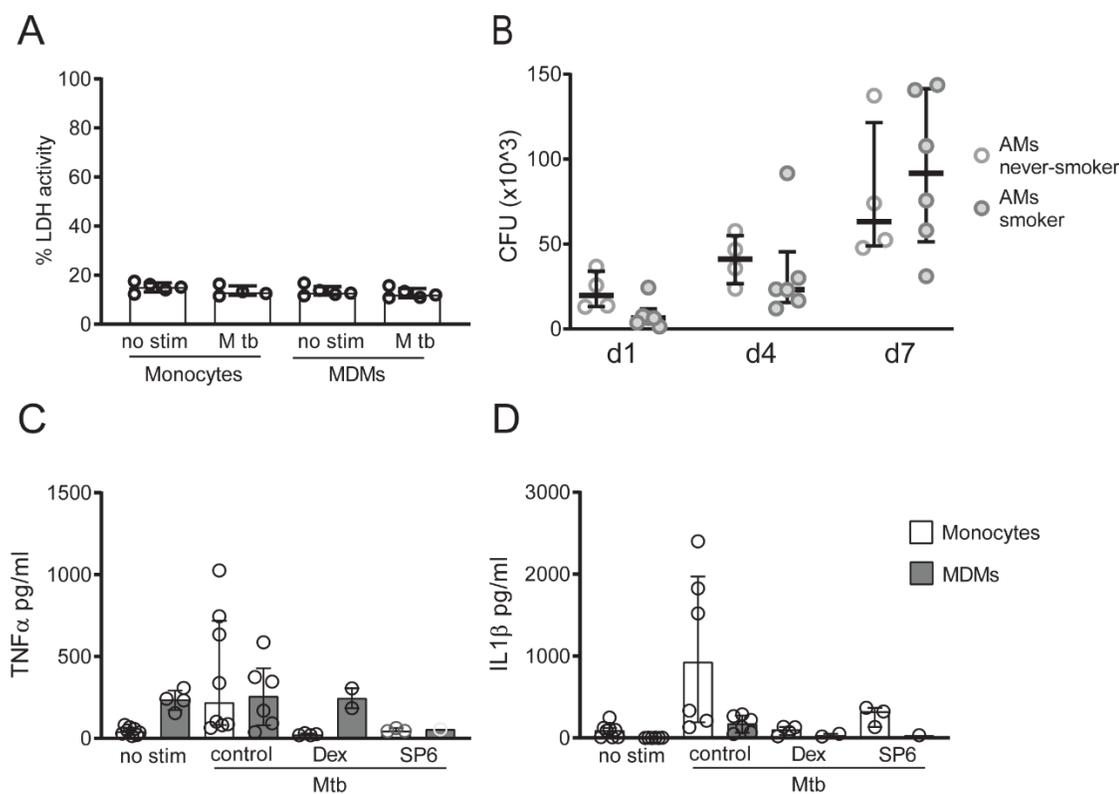 A
100
80
60
40
20
0
% LDH activity
no stim M tb no stim M tb
Monocytes MDMs
B
150
100
50
0
CFU (x10^3)
d1 d4 d7
AMs
never-smoker
AMs
smoker
C
1500
1000
500
0
TNFα pg/ml
no stim control Dex SP6
Mtb
D
3000
2000
1000
0
IL1β pg/ml
no stim control Dex SP6
Mtb
Monocytes
MDMs